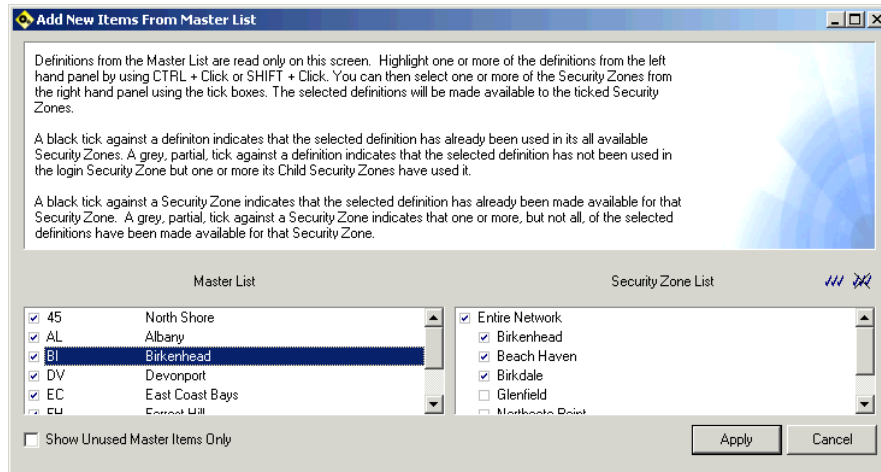 Add New Items From Master List
Definitions from the Master List are read only on this screen. Highlight one or more of the definitions from the left
hand panel by using CTRL + Click or SHIFT + Click. You can then select one or more of the Security Zones from
the right hand panel using the tick boxes. The selected definitions will be made available to the ticked Security
Zones.
A black tick against a definiton indicates that the selected definition has already been used in its all available
Security Zones. A grey, partial, tick against a definition indicates that the selected definition has not been used in
the login Security Zone but one or more its Child Security Zones have used it.
A black tick against a Security Zone indicates that the selected definition has already been made available for that
Security Zone. A grey, partial, tick against a Security Zone indicates that one or more, but not all, of the selected
definitions have been made available for that Security Zone.
Master List
Security Zone List
45 North Shore
AL Albany
BI Birkenhead
DV Devonport
EC East Coast Bays
FH Forrest Hill
Entire Network
Birkenhead
Beach Haven
Birkdale
Glenfield
Northcote Point
Show Unused Master Items Only
Apply
Cancel